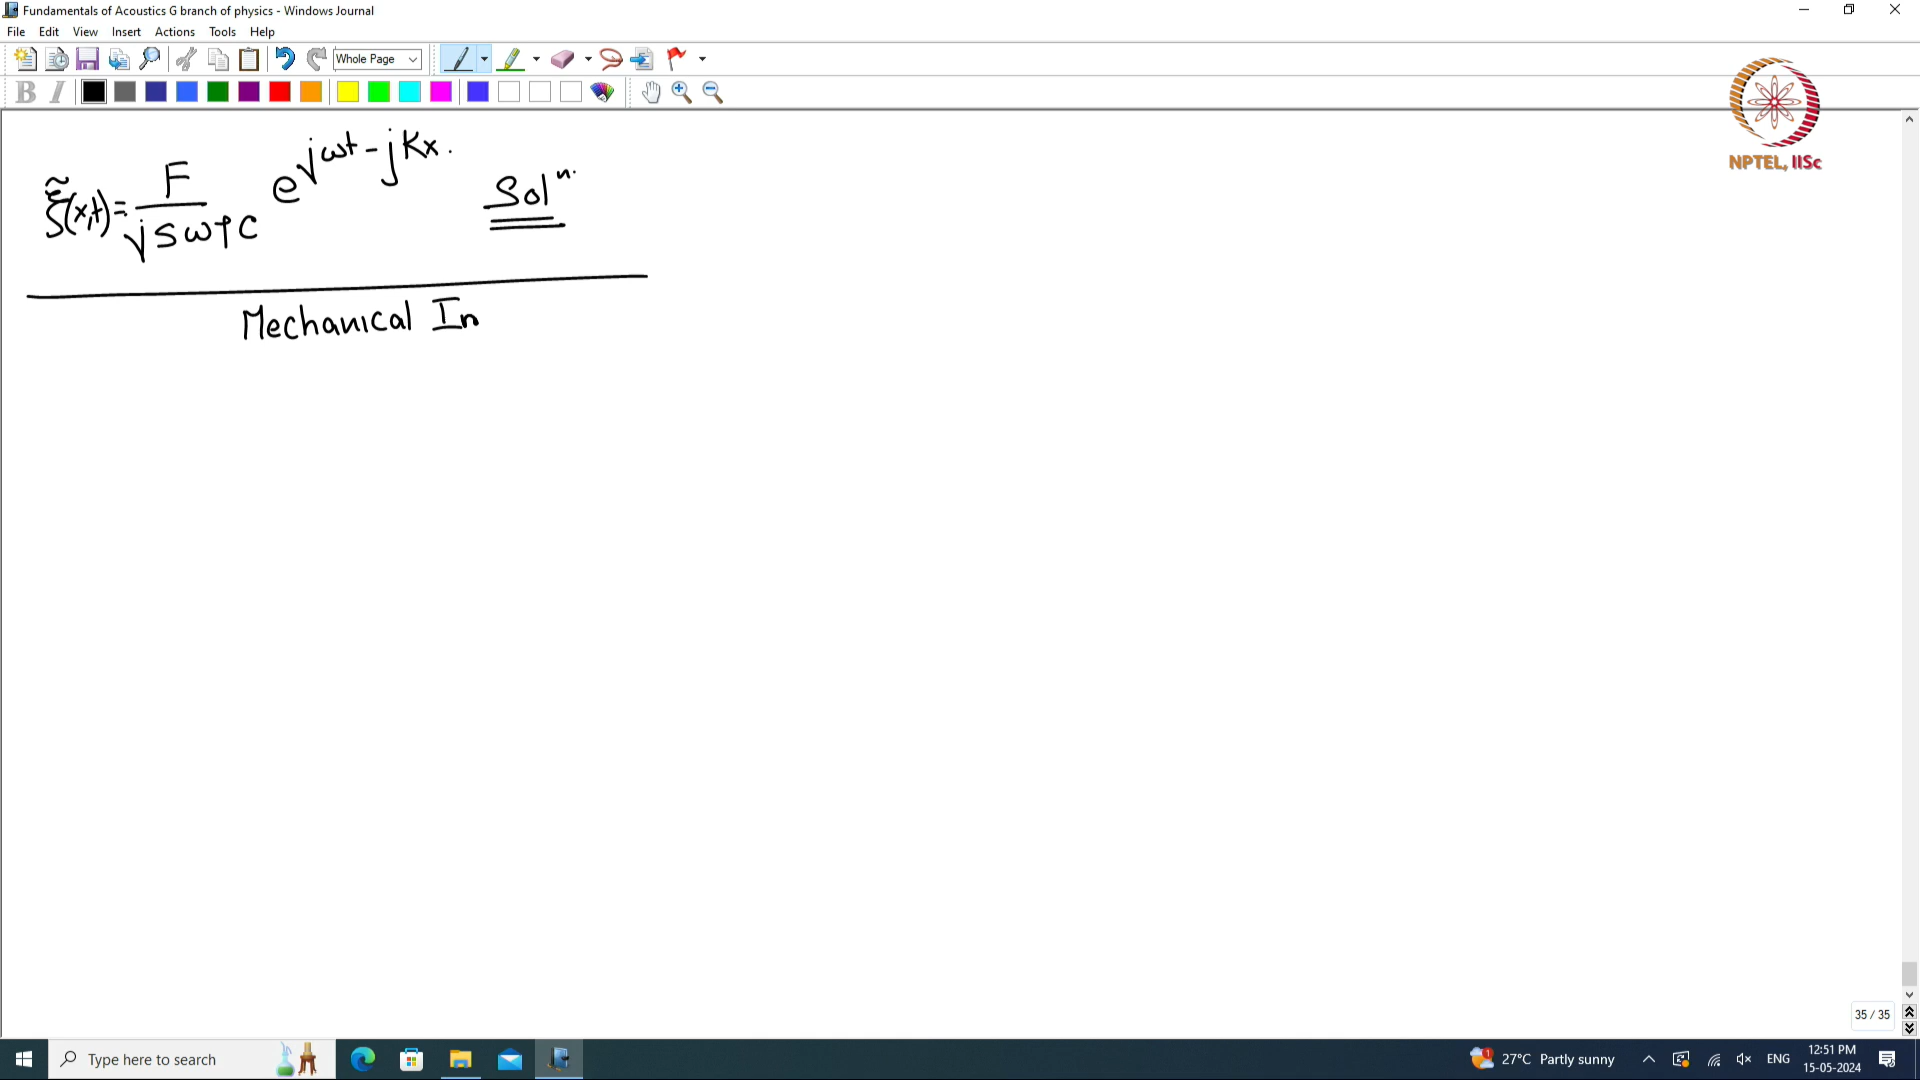 Fundamentals of Acoustics G branch of physics - Windows Journal
File Edit View Insert Actions Tools Help
Whole Page
B I
NPTEL, IISc
ξ̃(x,t) = F / jSωρC e^{jωt - jKx}. Solⁿ.
Mechanical In
35 / 35
Type here to search
27°C Partly sunny
ENG
12:51 PM
15-05-2024